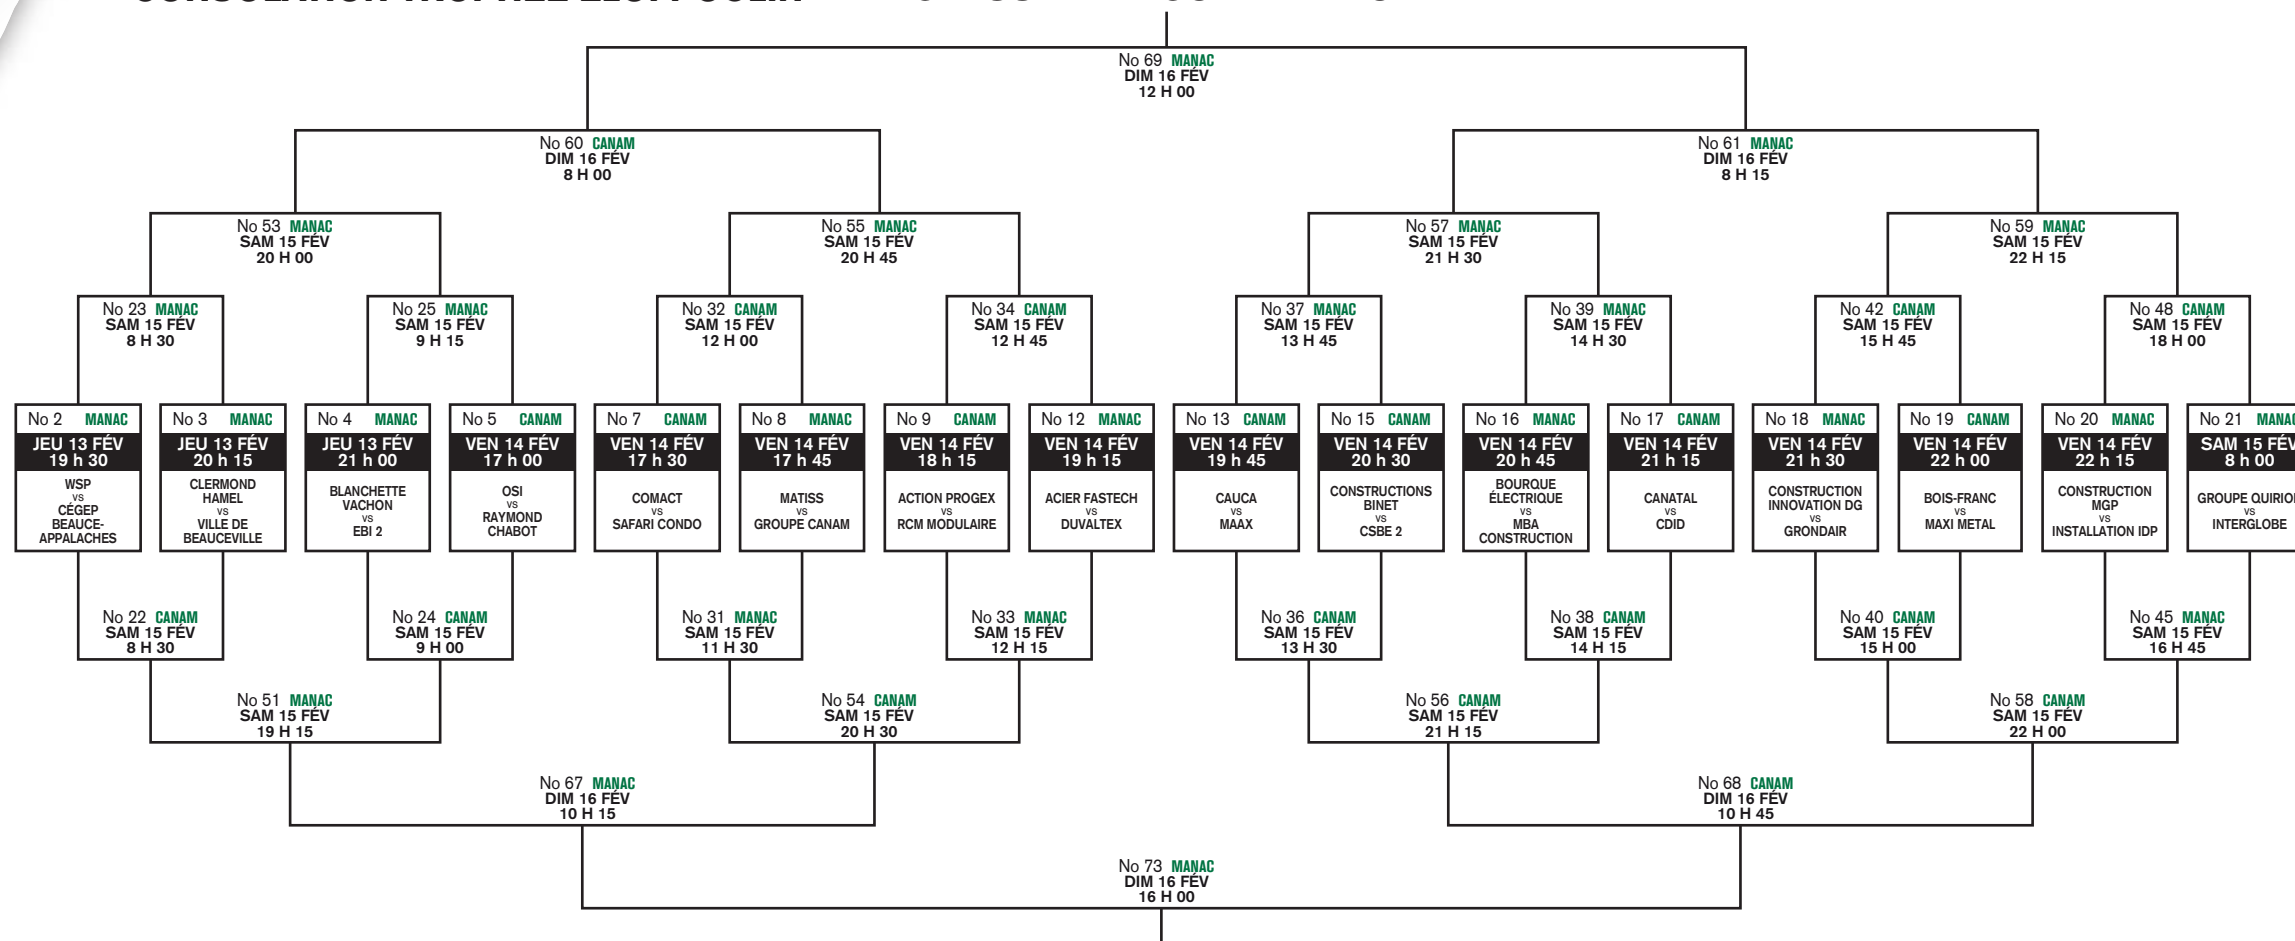 No 69 MANAC
DIM 16 FÉV
12 H 00
No 60 CANAM
DIM 16 FÉV
8 H 00
No 61 MANAC
DIM 16 FÉV
8 H 15
No 53 MANAC
SAM 15 FÉV
20 H 00
No 55 MANAC
SAM 15 FÉV
20 H 45
No 57 MANAC
SAM 15 FÉV
21 H 30
No 59 MANAC
SAM 15 FÉV
22 H 15
No 23 MANAC
SAM 15 FÉV
8 H 30
No 25 MANAC
SAM 15 FÉV
9 H 15
No 32 CANAM
SAM 15 FÉV
12 H 00
No 34 CANAM
SAM 15 FÉV
12 H 45
No 37 MANAC
SAM 15 FÉV
13 H 45
No 39 MANAC
SAM 15 FÉV
14 H 30
No 42 CANAM
SAM 15 FÉV
15 H 45
No 48 CANAM
SAM 15 FÉV
18 H 00
No 2 MANAC
JEU 13 FÉV
19 h 30
WSP
vs
CÉGEP
BEAUCE-
APPALACHES
No 3 MANAC
JEU 13 FÉV
20 h 15
CLERMOND
HAMEL
vs
VILLE DE
BEAUCEVILLE
No 4 MANAC
JEU 13 FÉV
21 h 00
BLANCHETTE
VACHON
vs
EBI 2
No 5 CANAM
VEN 14 FÉV
17 h 00
OSI
vs
RAYMOND
CHABOT
No 7 CANAM
VEN 14 FÉV
17 h 30
COMACT
vs
SAFARI CONDO
No 8 MANAC
VEN 14 FÉV
17 h 45
MATISS
vs
GROUPE CANAM
No 9 CANAM
VEN 14 FÉV
18 h 15
ACTION PROGEX
vs
RCM MODULAIRE
No 12 MANAC
VEN 14 FÉV
19 h 15
ACIER FASTECH
vs
DUVALTEX
No 13 CANAM
VEN 14 FÉV
19 h 45
CAUCA
vs
MAAX
No 15 CANAM
VEN 14 FÉV
20 h 30
CONSTRUCTIONS
BINET
vs
CSBE 2
No 16 MANAC
VEN 14 FÉV
20 h 45
BOURQUE
ÉLECTRIQUE
vs
MBA
CONSTRUCTION
No 17 CANAM
VEN 14 FÉV
21 h 15
CANATAL
vs
CDID
No 18 MANAC
VEN 14 FÉV
21 h 30
CONSTRUCTION
INNOVATION DG
vs
GRONDAIR
No 19 CANAM
VEN 14 FÉV
22 h 00
BOIS-FRANC
vs
MAXI METAL
No 20 MANAC
VEN 14 FÉV
22 h 15
CONSTRUCTION
MGP
vs
INSTALLATION IDP
No 21 MANAC
SAM 15 FÉV
8 h 00
GROUPE QUIRION
vs
INTERGLOBE
No 22 CANAM
SAM 15 FÉV
8 H 30
No 24 CANAM
SAM 15 FÉV
9 H 00
No 31 MANAC
SAM 15 FÉV
11 H 30
No 33 MANAC
SAM 15 FÉV
12 H 15
No 36 CANAM
SAM 15 FÉV
13 H 30
No 38 CANAM
SAM 15 FÉV
14 H 15
No 40 CANAM
SAM 15 FÉV
15 H 00
No 45 MANAC
SAM 15 FÉV
16 H 45
No 51 MANAC
SAM 15 FÉV
19 H 15
No 54 CANAM
SAM 15 FÉV
20 H 30
No 56 CANAM
SAM 15 FÉV
21 H 15
No 58 CANAM
SAM 15 FÉV
22 H 00
No 67 MANAC
DIM 16 FÉV
10 H 15
No 68 CANAM
DIM 16 FÉV
10 H 45
No 73 MANAC
DIM 16 FÉV
16 H 00